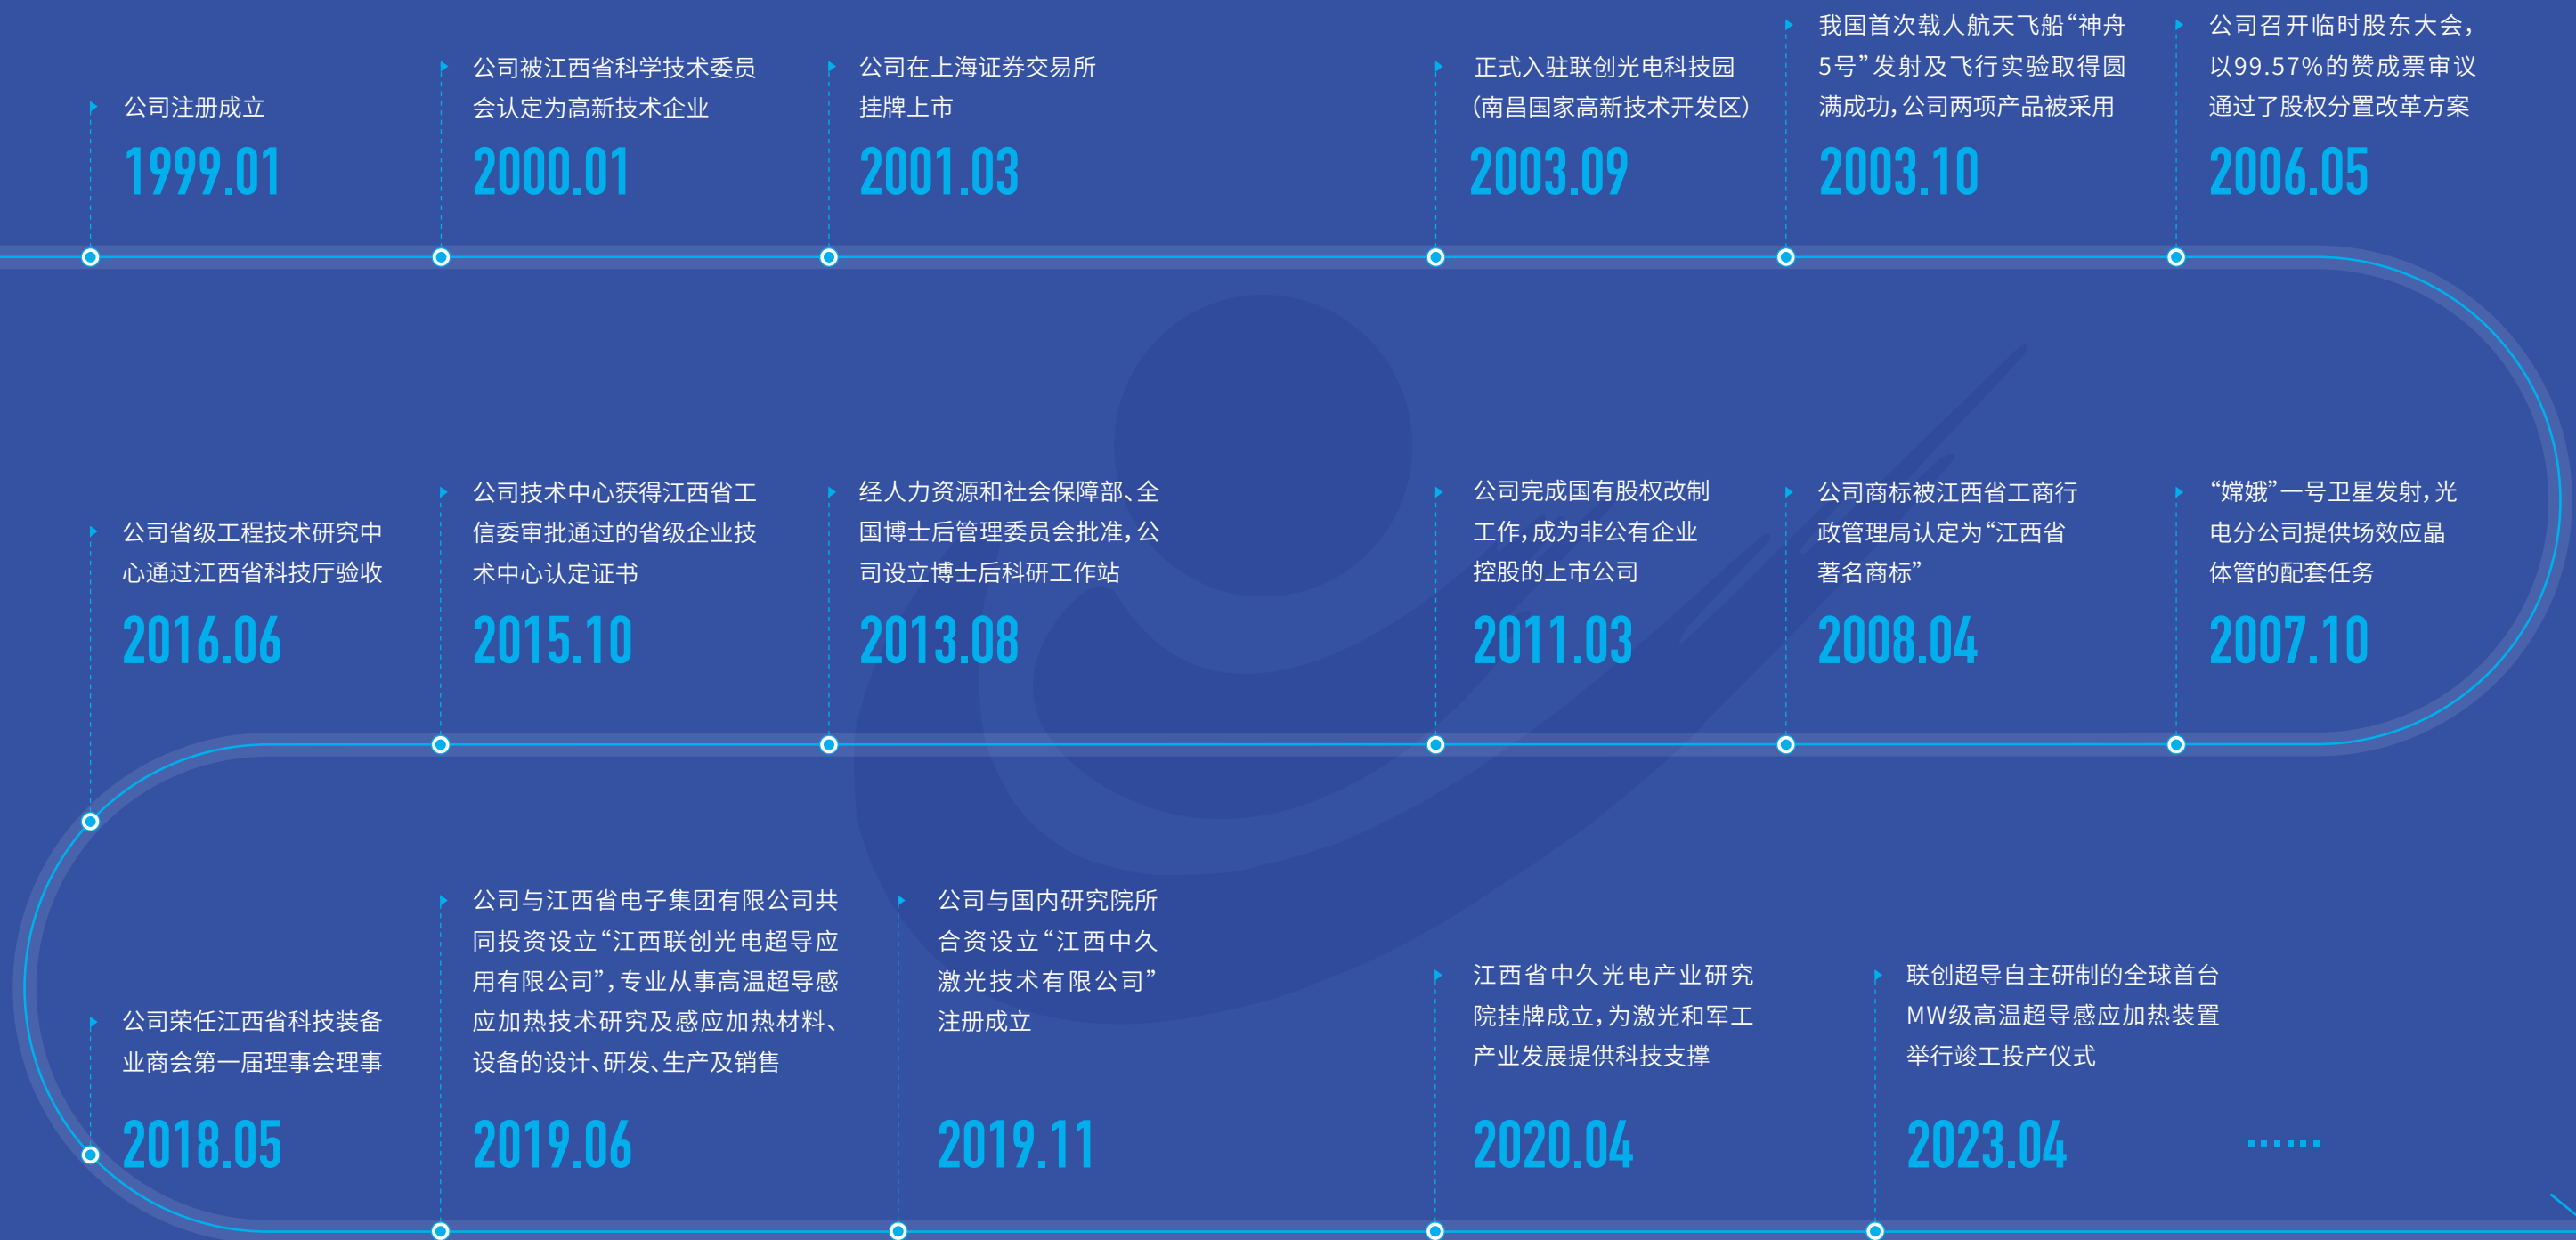 公司注册成立
1999.01
公司被江西省科学技术委员
会认定为高新技术企业
2000.01
公司在上海证券交易所
挂牌上市
2001.03
正式入驻联创光电科技园
（南昌国家高新技术开发区）
2003.09
我国首次载人航天飞船“神舟
5号”发射及飞行实验取得圆
满成功，公司两项产品被采用
2003.10
公司召开临时股东大会，
以99.57%的赞成票审议
通过了股权分置改革方案
2006.05
“嫦娥”一号卫星发射，光
电分公司提供场效应晶
体管的配套任务
2007.10
公司商标被江西省工商行
政管理局认定为“江西省
著名商标”
2008.04
公司完成国有股权改制
工作，成为非公有企业
控股的上市公司
2011.03
经人力资源和社会保障部、全
国博士后管理委员会批准，公
司设立博士后科研工作站
2013.08
公司技术中心获得江西省工
信委审批通过的省级企业技
术中心认定证书
2015.10
公司省级工程技术研究中
心通过江西省科技厅验收
2016.06
公司荣任江西省科技装备
业商会第一届理事会理事
2018.05
公司与江西省电子集团有限公司共
同投资设立“江西联创光电超导应
用有限公司”，专业从事高温超导感
应加热技术研究及感应加热材料、
设备的设计、研发、生产及销售
2019.06
公司与国内研究院所
合资设立“江西中久
激光技术有限公司”
注册成立
2019.11
江西省中久光电产业研究
院挂牌成立，为激光和军工
产业发展提供科技支撑
2020.04
联创超导自主研制的全球首台
MW级高温超导感应加热装置
举行竣工投产仪式
2023.04
······